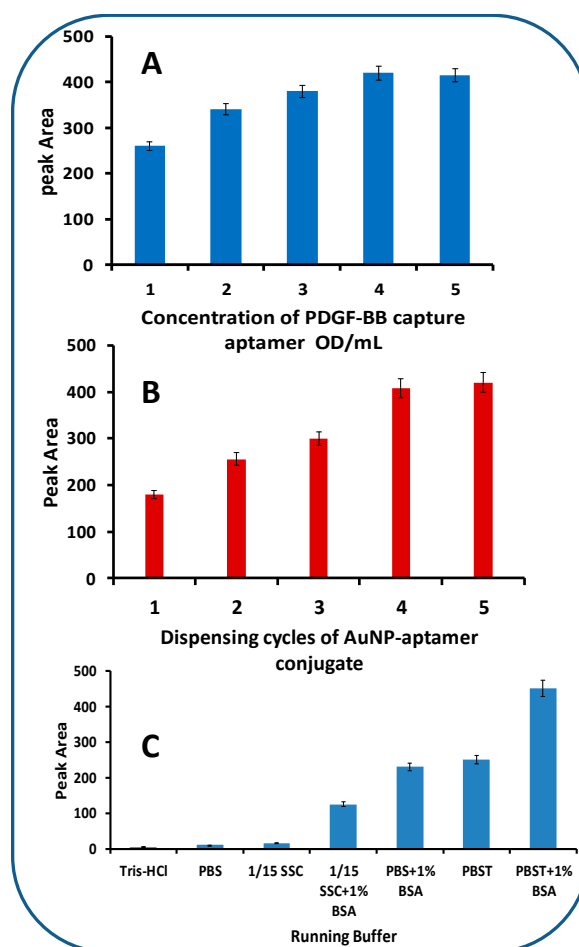 A
peak Area
500
400
300
200
100
0
1 2 3 4 5
Concentration of PDGF-BB capture
aptamer OD/mL
B
Peak Area
500
400
300
200
100
0
1 2 3 4 5
Dispensing cycles of AuNP-aptamer
conjugate
C
Peak Area
500
400
300
200
100
0
Tris-HCl PBS 1/15 SSC 1/15 PBS+1% PBST PBST+1%
SSC+1% BSA BSA
BSA
Running Buffer